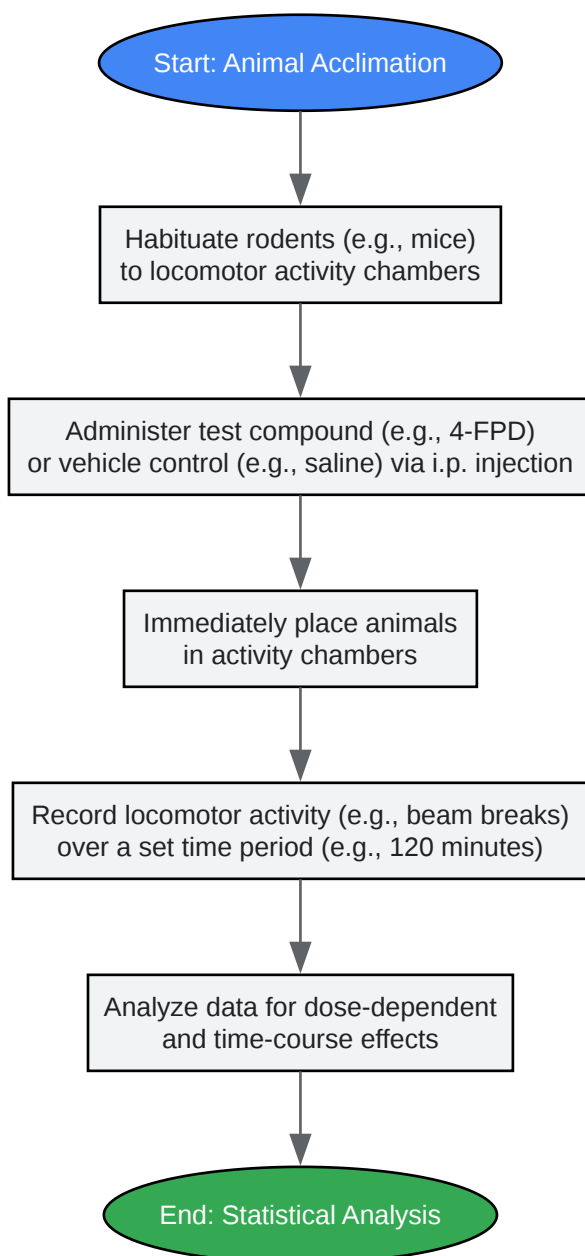 Start: Animal Acclimation
Habituate rodents (e.g., mice)
to locomotor activity chambers
Administer test compound (e.g., 4-FPD)
or vehicle control (e.g., saline) via i.p. injection
Immediately place animals
in activity chambers
Record locomotor activity (e.g., beam breaks)
over a set time period (e.g., 120 minutes)
Analyze data for dose-dependent
and time-course effects
End: Statistical Analysis